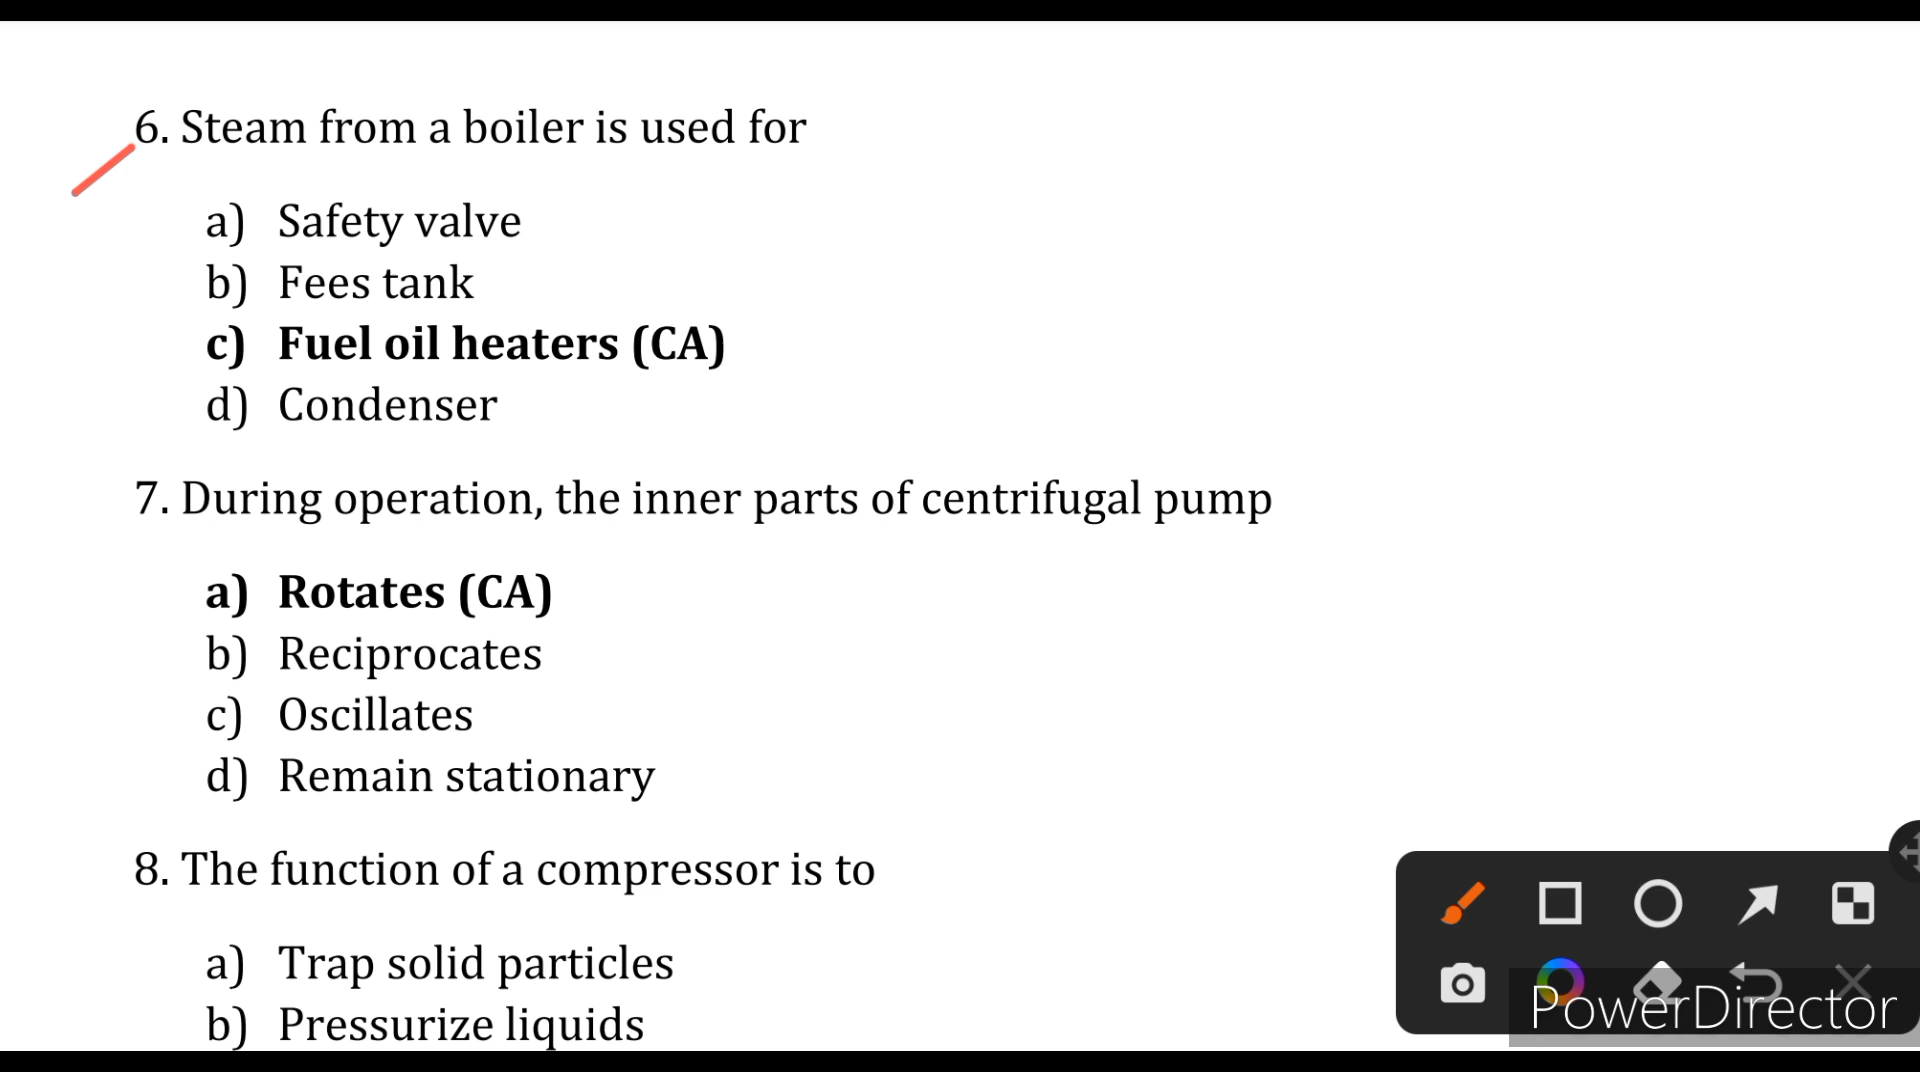 6. Steam from a boiler is used for
a) Safety valve
b) Fees tank
c) Fuel oil heaters (CA)
d) Condenser
7. During operation, the inner parts of centrifugal pump
a) Rotates (CA)
b) Reciprocates
c) Oscillates
d) Remain stationary
8. The function of a compressor is to
a) Trap solid particles
b) Pressurize liquids
PowerDirector